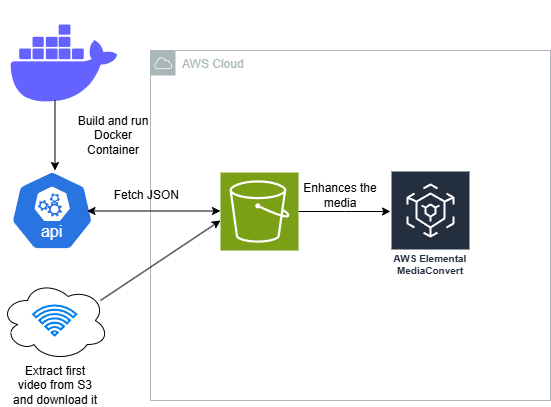 AWS Cloud
Build and run
Docker
Container
Fetch JSON
Enhances the
media
api
AWS Elemental
MediaConvert
Extract first
video from S3
and download it